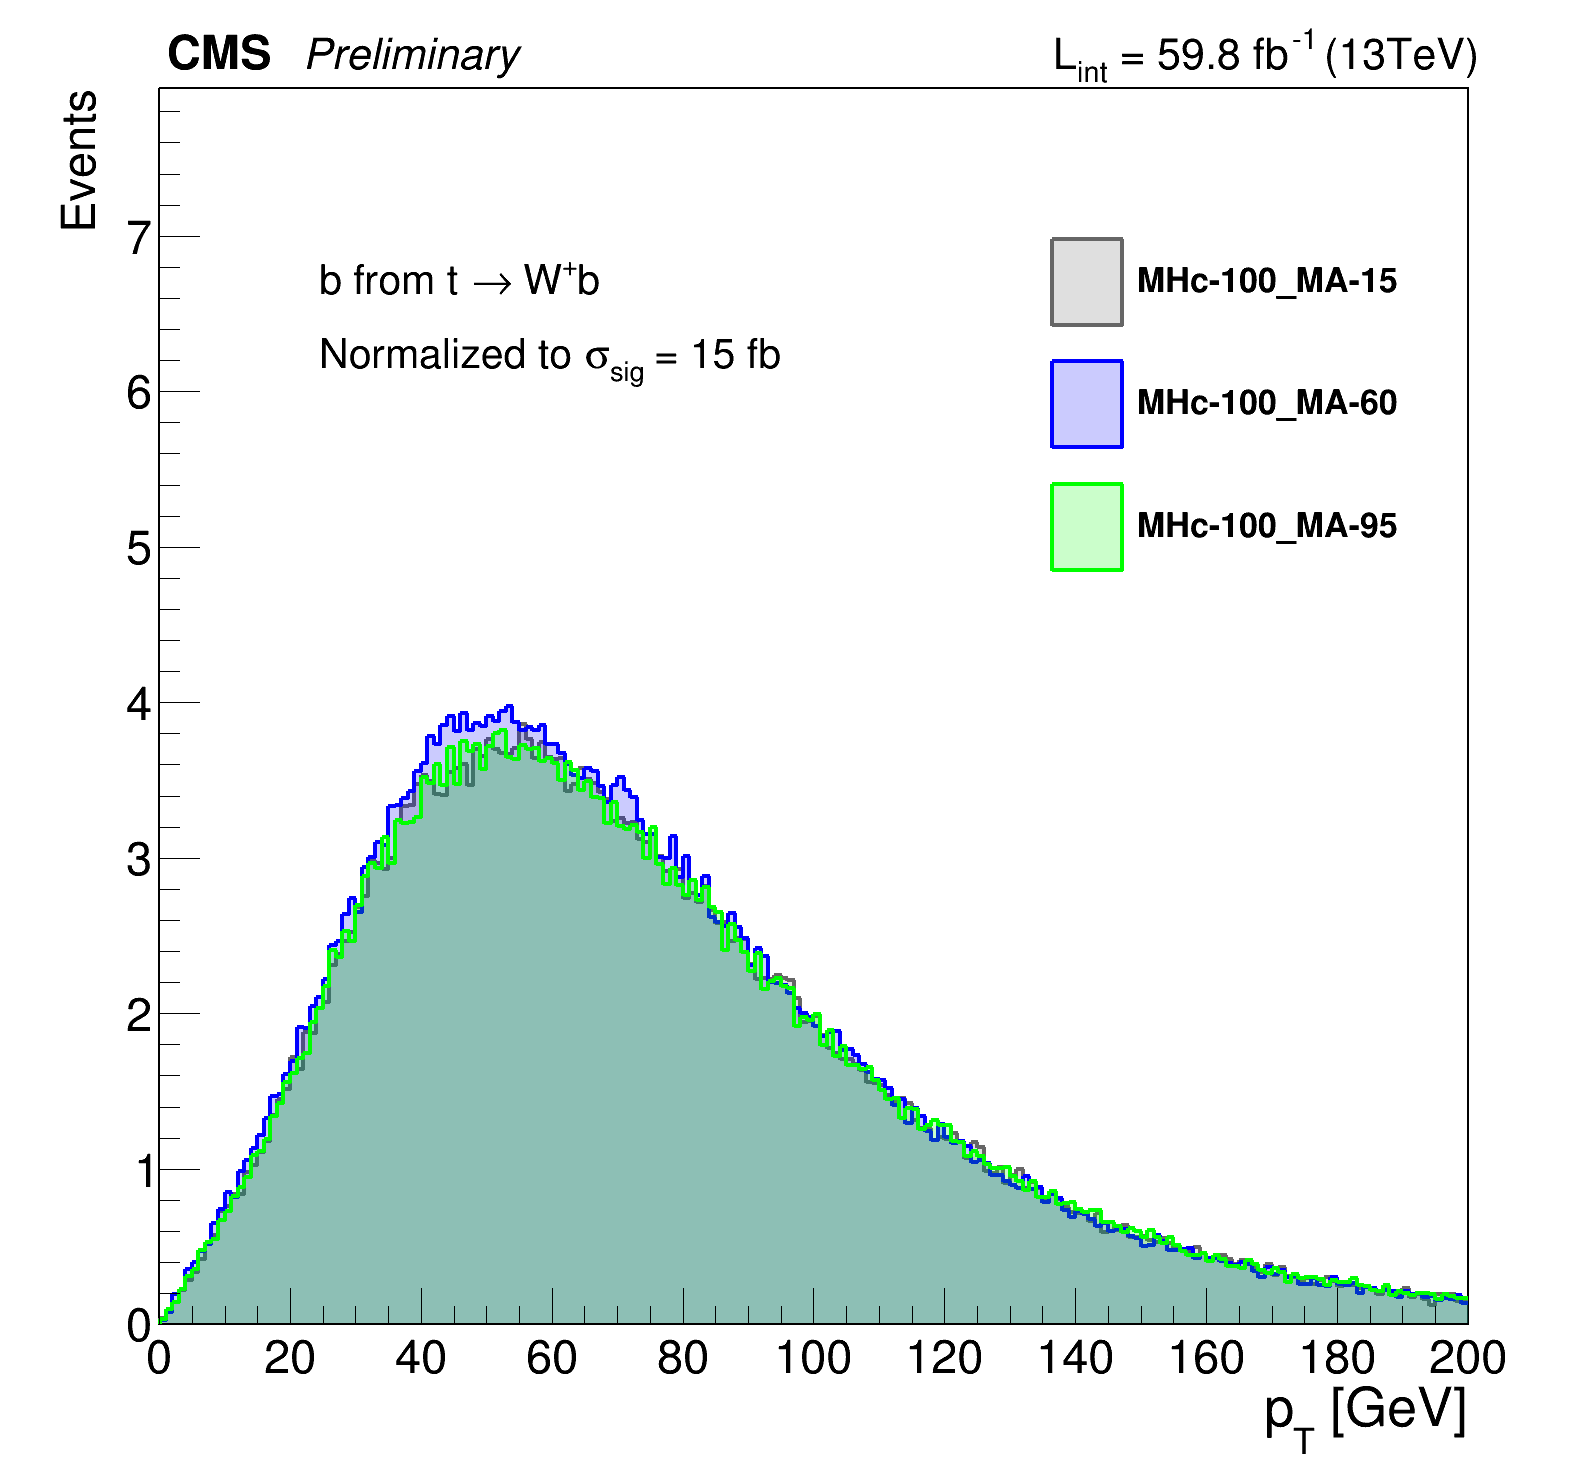 CMS Preliminary L_int = 59.8 fb^-1 (13TeV)
Events
7
6
5
4
3
2
1
0
b from t → W⁺b
Normalized to σ_sig = 15 fb
MHc-100_MA-15
MHc-100_MA-60
MHc-100_MA-95
0 20 40 60 80 100 120 140 160 180 200
p_T [GeV]